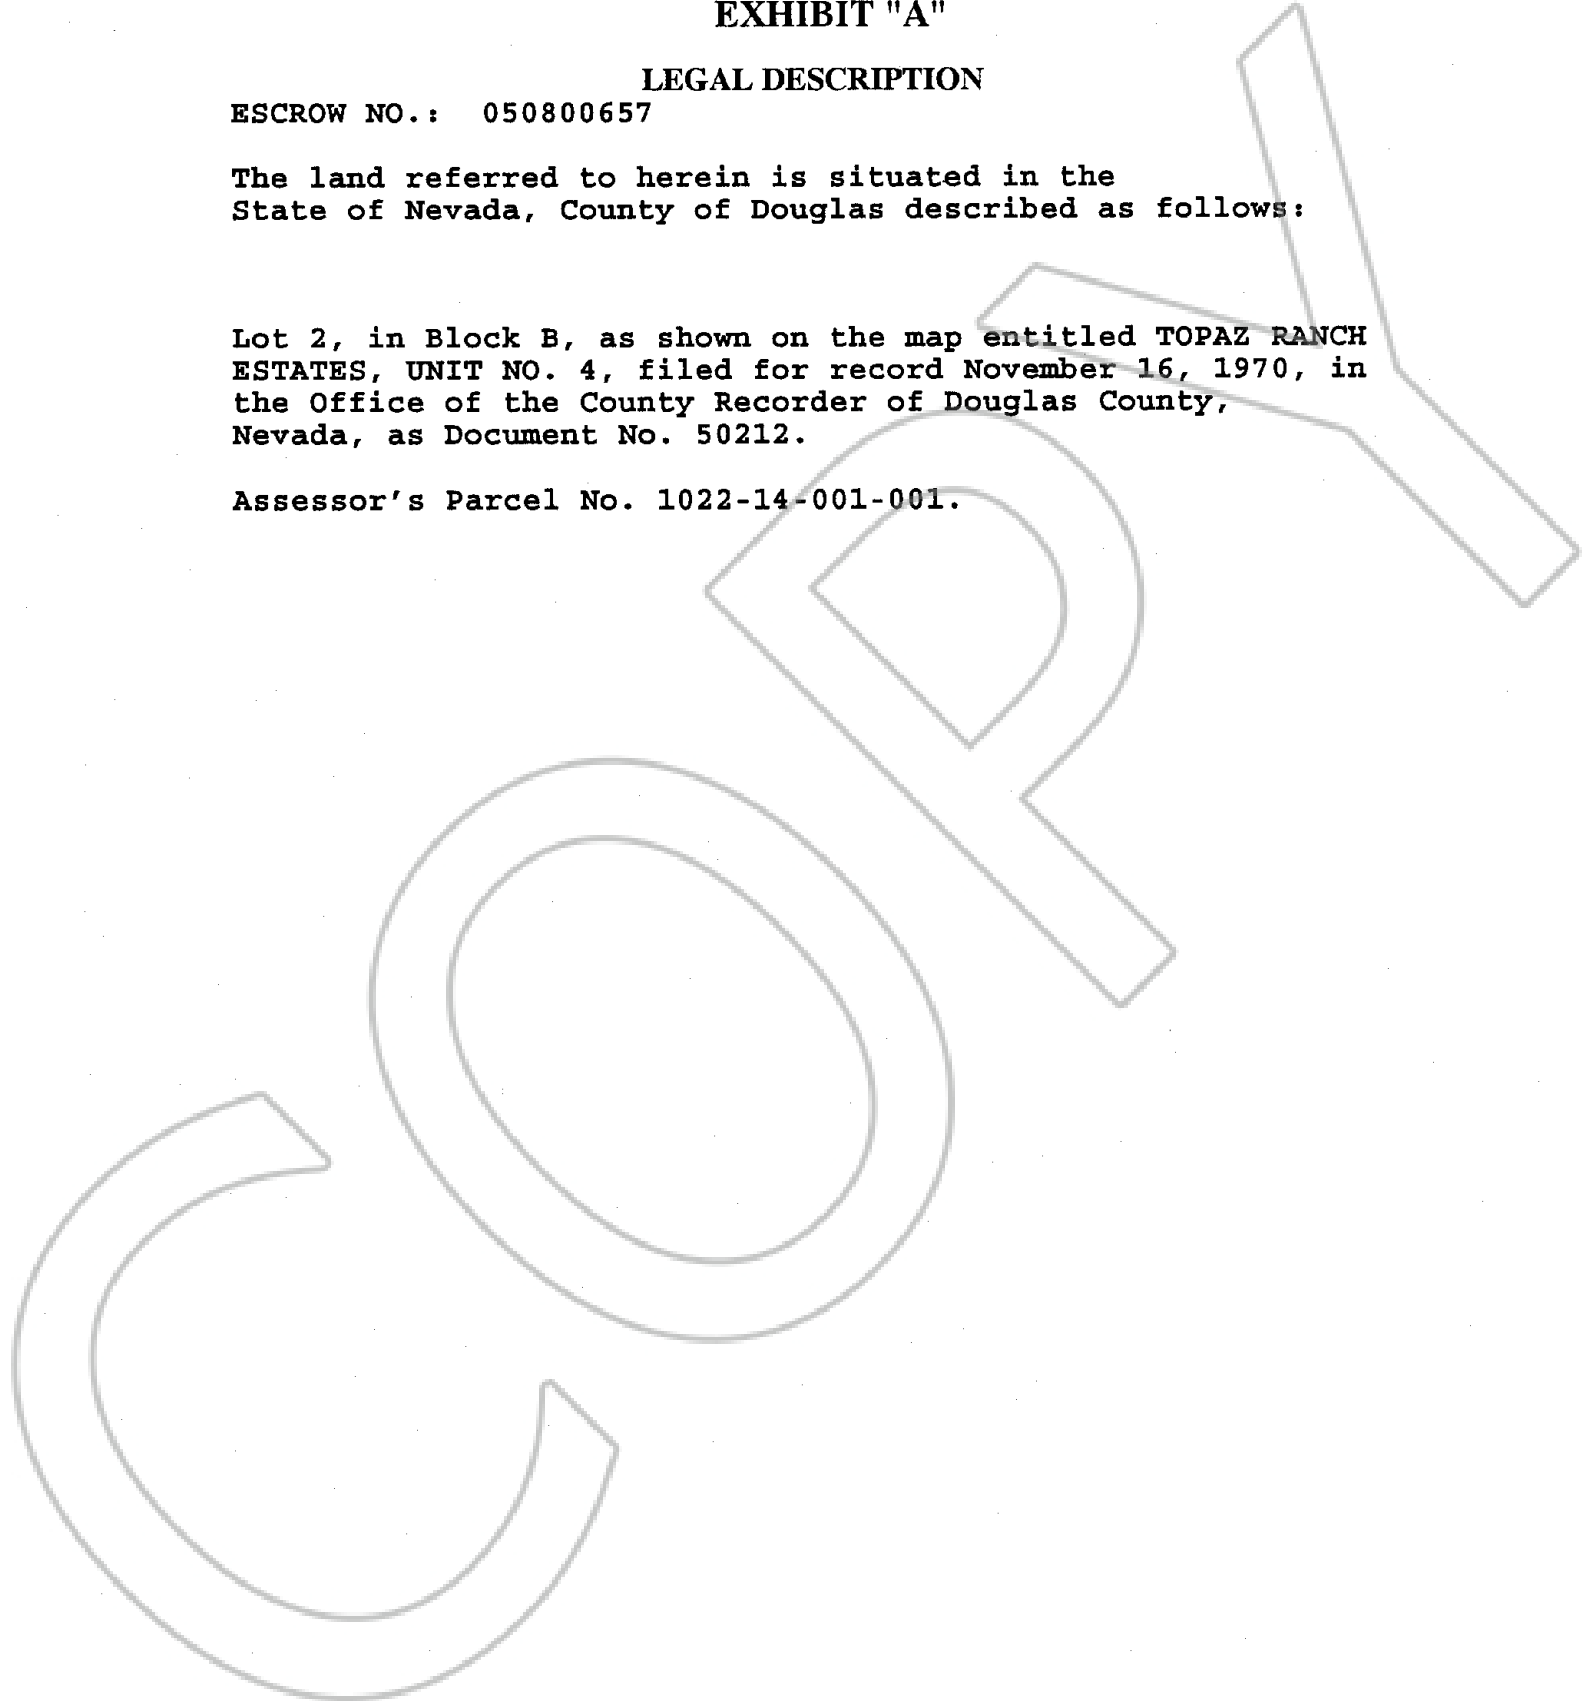 EXHIBIT "A"
LEGAL DESCRIPTION
ESCROW NO.: 050800657
The land referred to herein is situated in the
State of Nevada, County of Douglas described as follows:
Lot 2, in Block B, as shown on the map entitled TOPAZ RANCH
ESTATES, UNIT NO. 4, filed for record November 16, 1970, in
the Office of the County Recorder of Douglas County,
Nevada, as Document No. 50212.
Assessor's Parcel No. 1022-14-001-001.
COPY